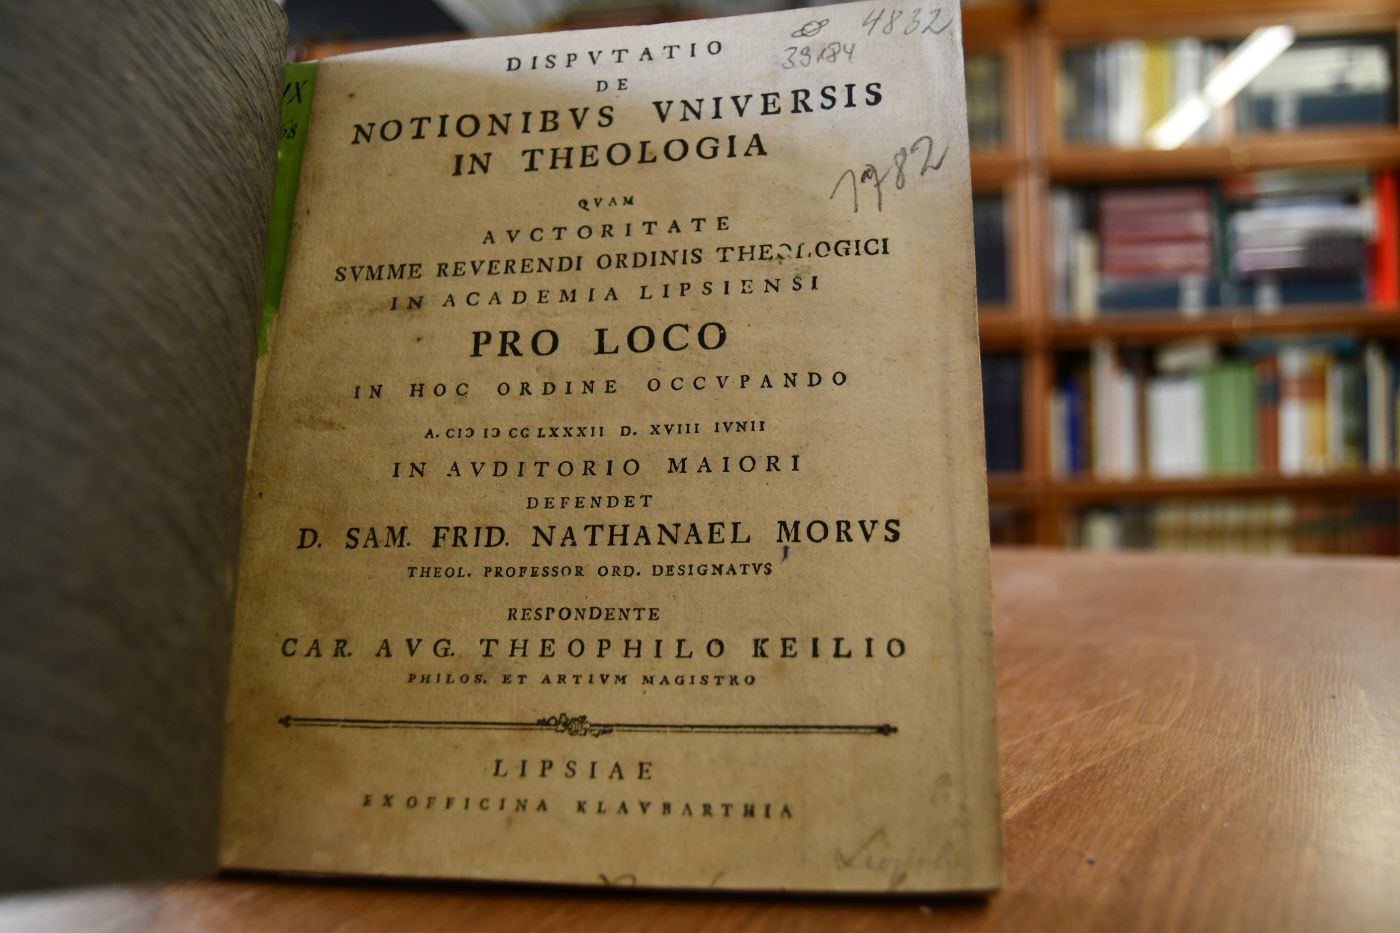 4832
39184
DISPVTATIO
DE
NOTIONIBVS VNIVERSIS
IN THEOLOGIA
1782
QVAM
AVCTORITATE
SVMME REVERENDI ORDINIS THEOLOGICI
IN ACADEMIA LIPSIENSI
PRO LOCO
IN HOC ORDINE OCCVPANDO
A. CIƆ IƆ CC LXXXII D. XVIII IVNII
IN AVDITORIO MAIORI
DEFENDET
D. SAM. FRID. NATHANAEL MORVS
THEOL. PROFESSOR ORD. DESIGNATVS
RESPONDENTE
CAR. AVG. THEOPHILO KEILIO
PHILOS. ET ARTIVM MAGISTRO
LIPSIAE
EX OFFICINA KLAVBARTHIA